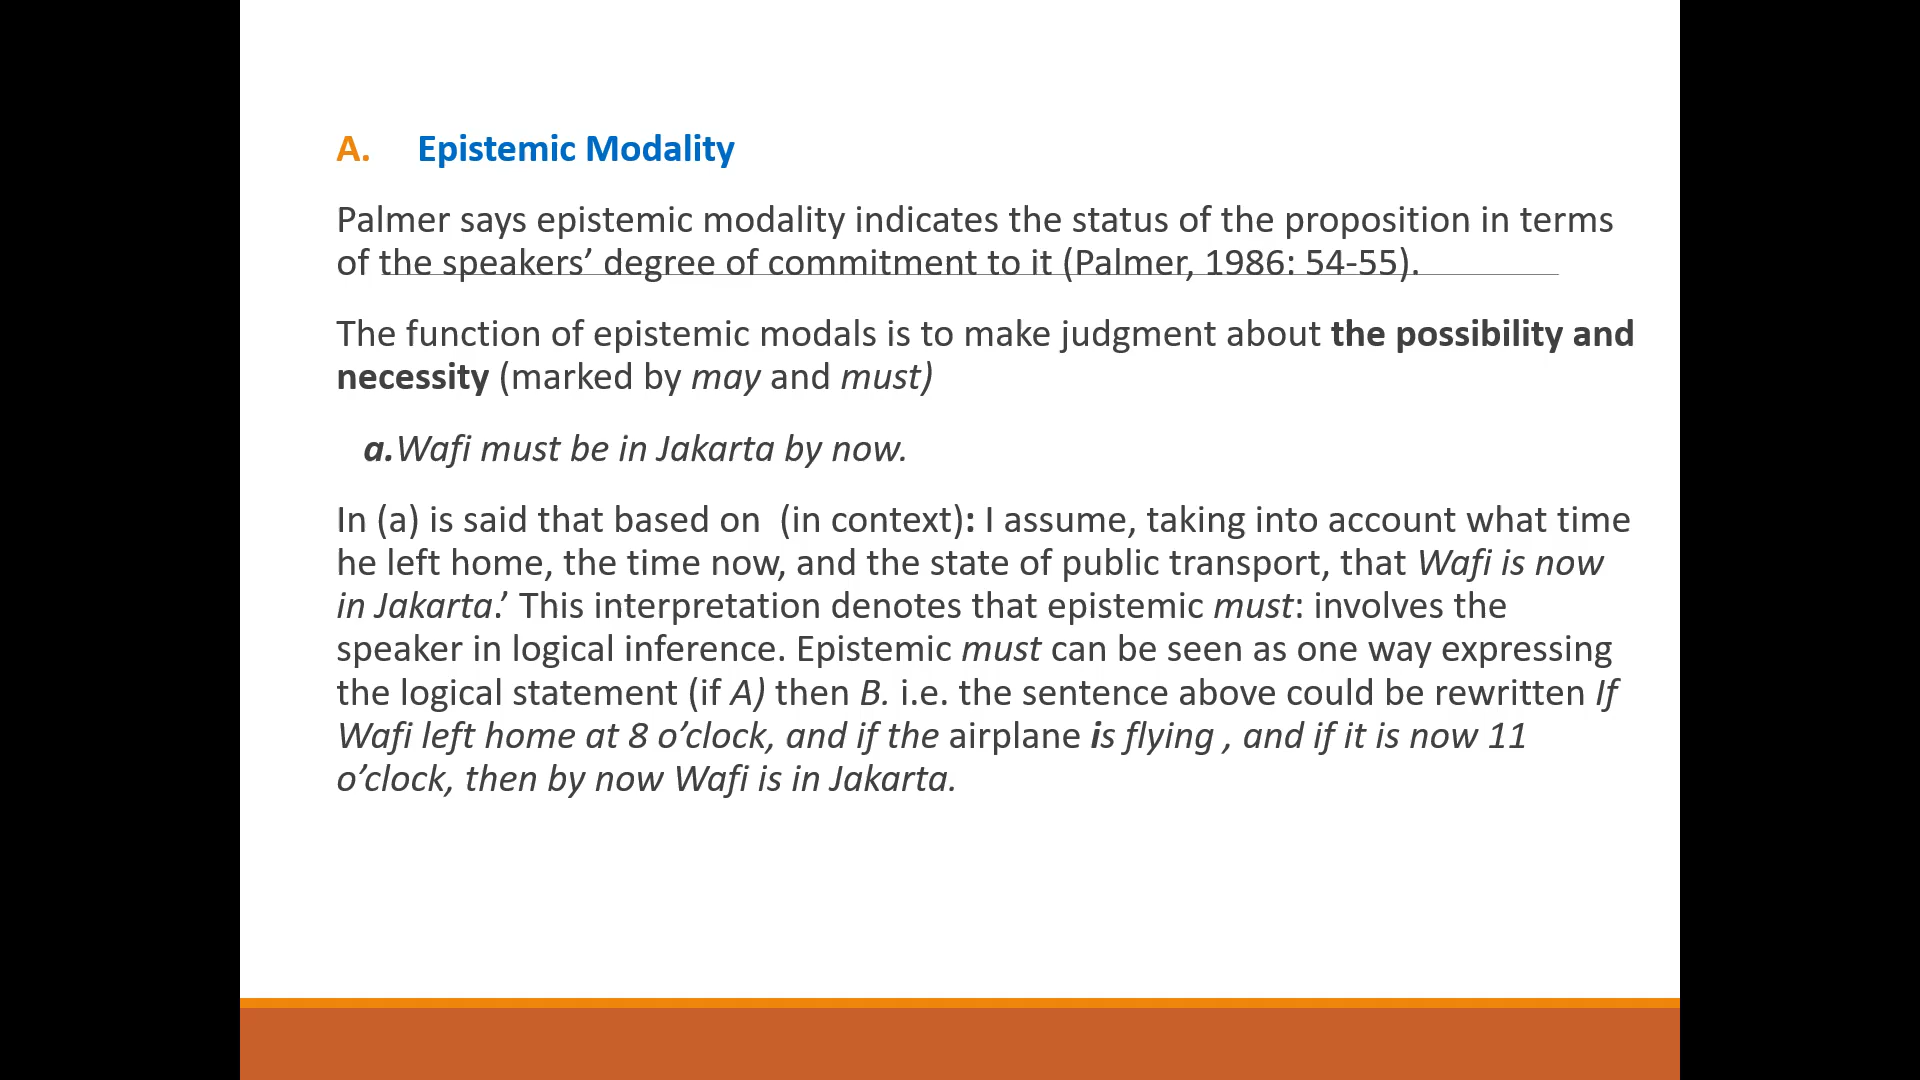 A. Epistemic Modality
Palmer says epistemic modality indicates the status of the proposition in terms
of the speakers’ degree of commitment to it (Palmer, 1986: 54-55).
The function of epistemic modals is to make judgment about the possibility and
necessity (marked by may and must)
a.Wafi must be in Jakarta by now.
In (a) is said that based on  (in context): I assume, taking into account what time
he left home, the time now, and the state of public transport, that Wafi is now
in Jakarta.’ This interpretation denotes that epistemic must: involves the
speaker in logical inference. Epistemic must can be seen as one way expressing
the logical statement (if A) then B. i.e. the sentence above could be rewritten If
Wafi left home at 8 o’clock, and if the airplane is flying , and if it is now 11
o’clock, then by now Wafi is in Jakarta.